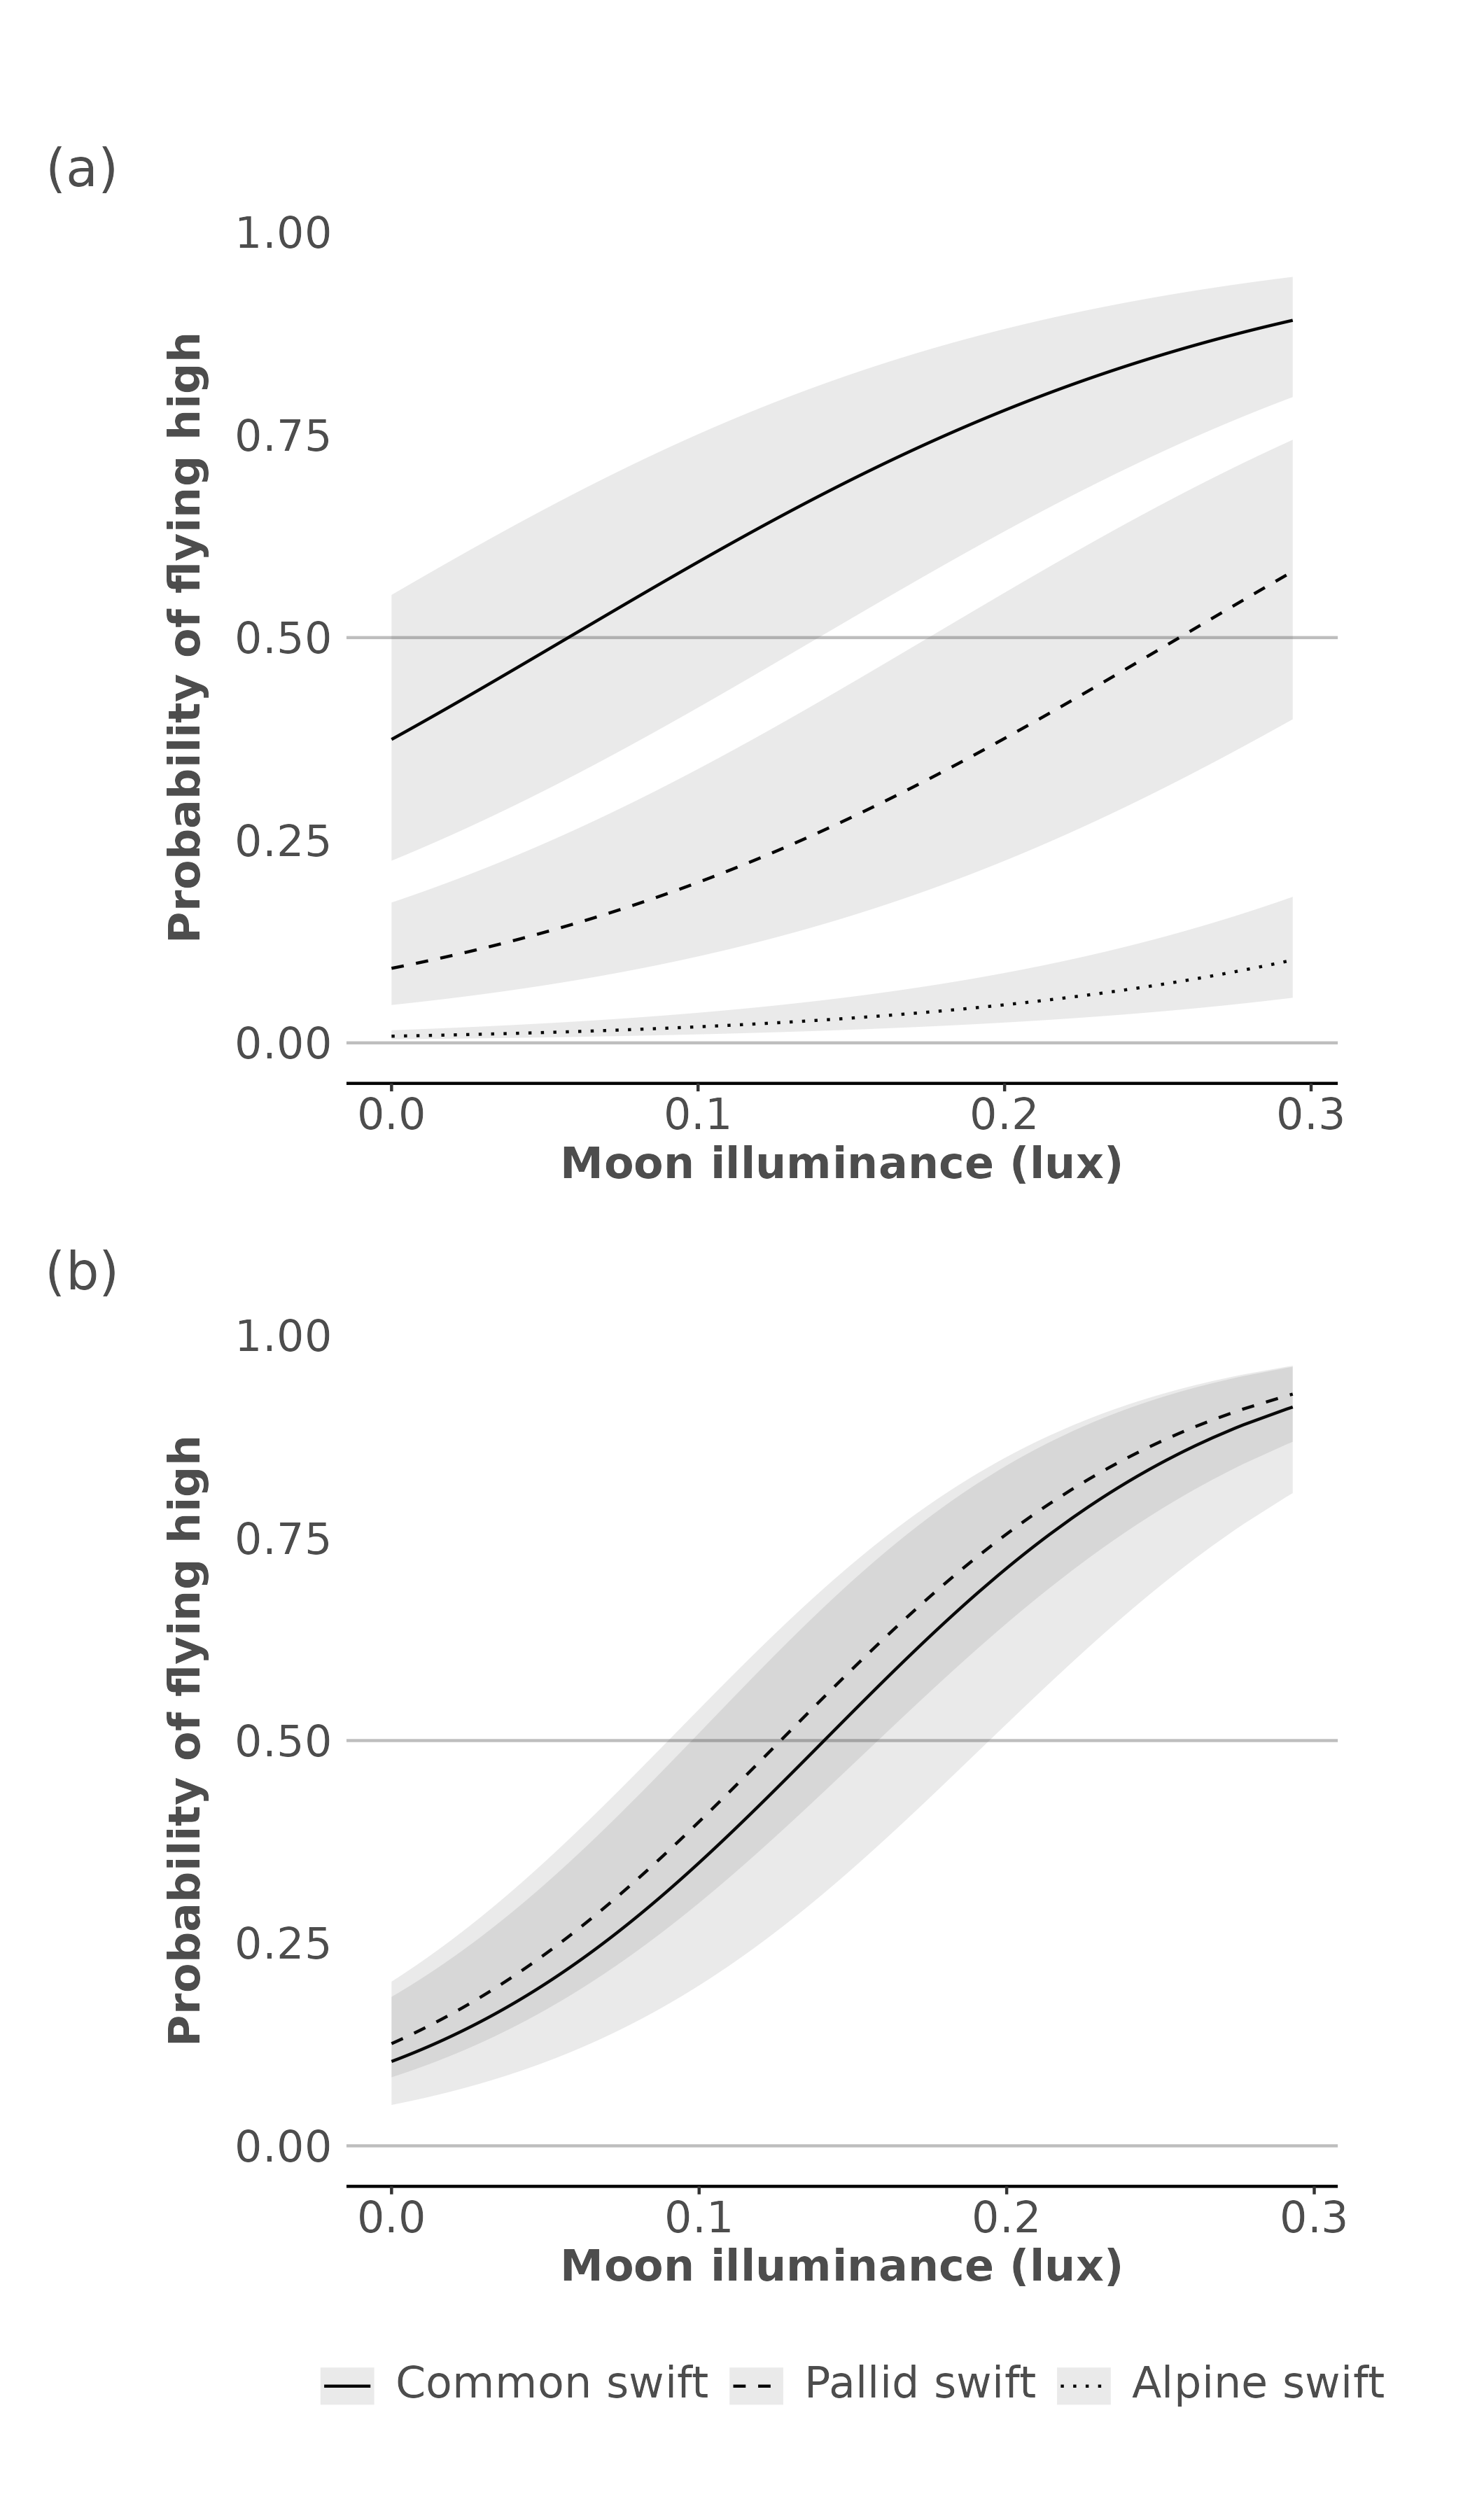 (a)
1.00
0.75
0.50
0.25
0.00
Probability of flying high
0.0 0.1 0.2 0.3
Moon illuminance (lux)
(b)
1.00
0.75
0.50
0.25
0.00
Probability of flying high
0.0 0.1 0.2 0.3
Moon illuminance (lux)
Common swift Pallid swift Alpine swift